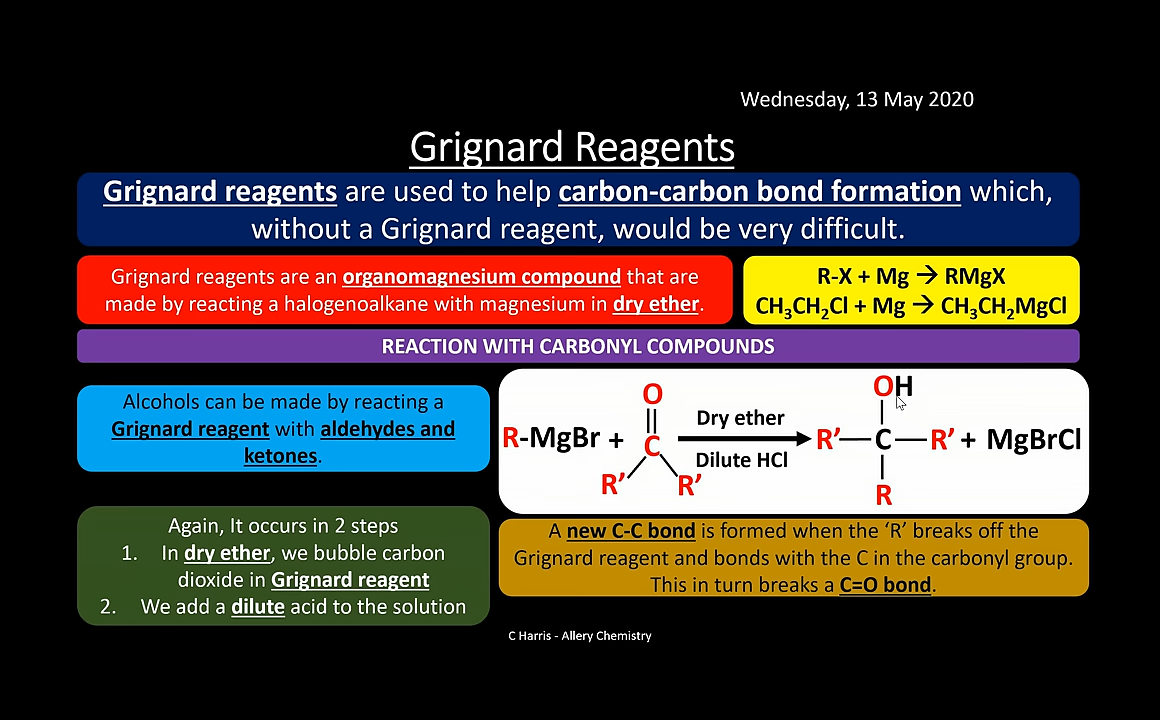 Wednesday, 13 May 2020
Grignard Reagents
Grignard reagents are used to help carbon-carbon bond formation which,
without a Grignard reagent, would be very difficult.
Grignard reagents are an organomagnesium compound that are
made by reacting a halogenoalkane with magnesium in dry ether.
R-X + Mg → RMgX
CH₃CH₂Cl + Mg → CH₃CH₂MgCl
REACTION WITH CARBONYL COMPOUNDS
Alcohols can be made by reacting a
Grignard reagent with aldehydes and
ketones.
O
R-MgBr + C
R’ R’
Dry ether
Dilute HCl
OH
R’ C R’ + MgBrCl
R
Again, It occurs in 2 steps
1. In dry ether, we bubble carbon
dioxide in Grignard reagent
2. We add a dilute acid to the solution
A new C-C bond is formed when the ‘R’ breaks off the
Grignard reagent and bonds with the C in the carbonyl group.
This in turn breaks a C=O bond.
C Harris - Allery Chemistry